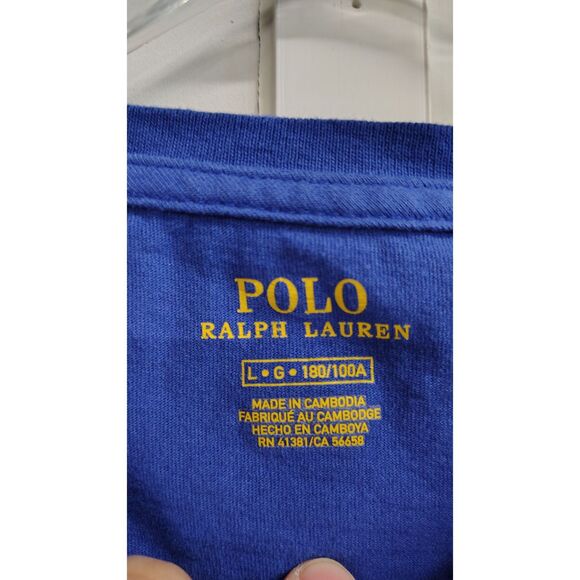 POLO
RALPH LAUREN
L • G • 180/100A
MADE IN CAMBODIA
FABRIQUÉ AU CAMBODGE
HECHO EN CAMBOYA
RN 41381/CA 56658